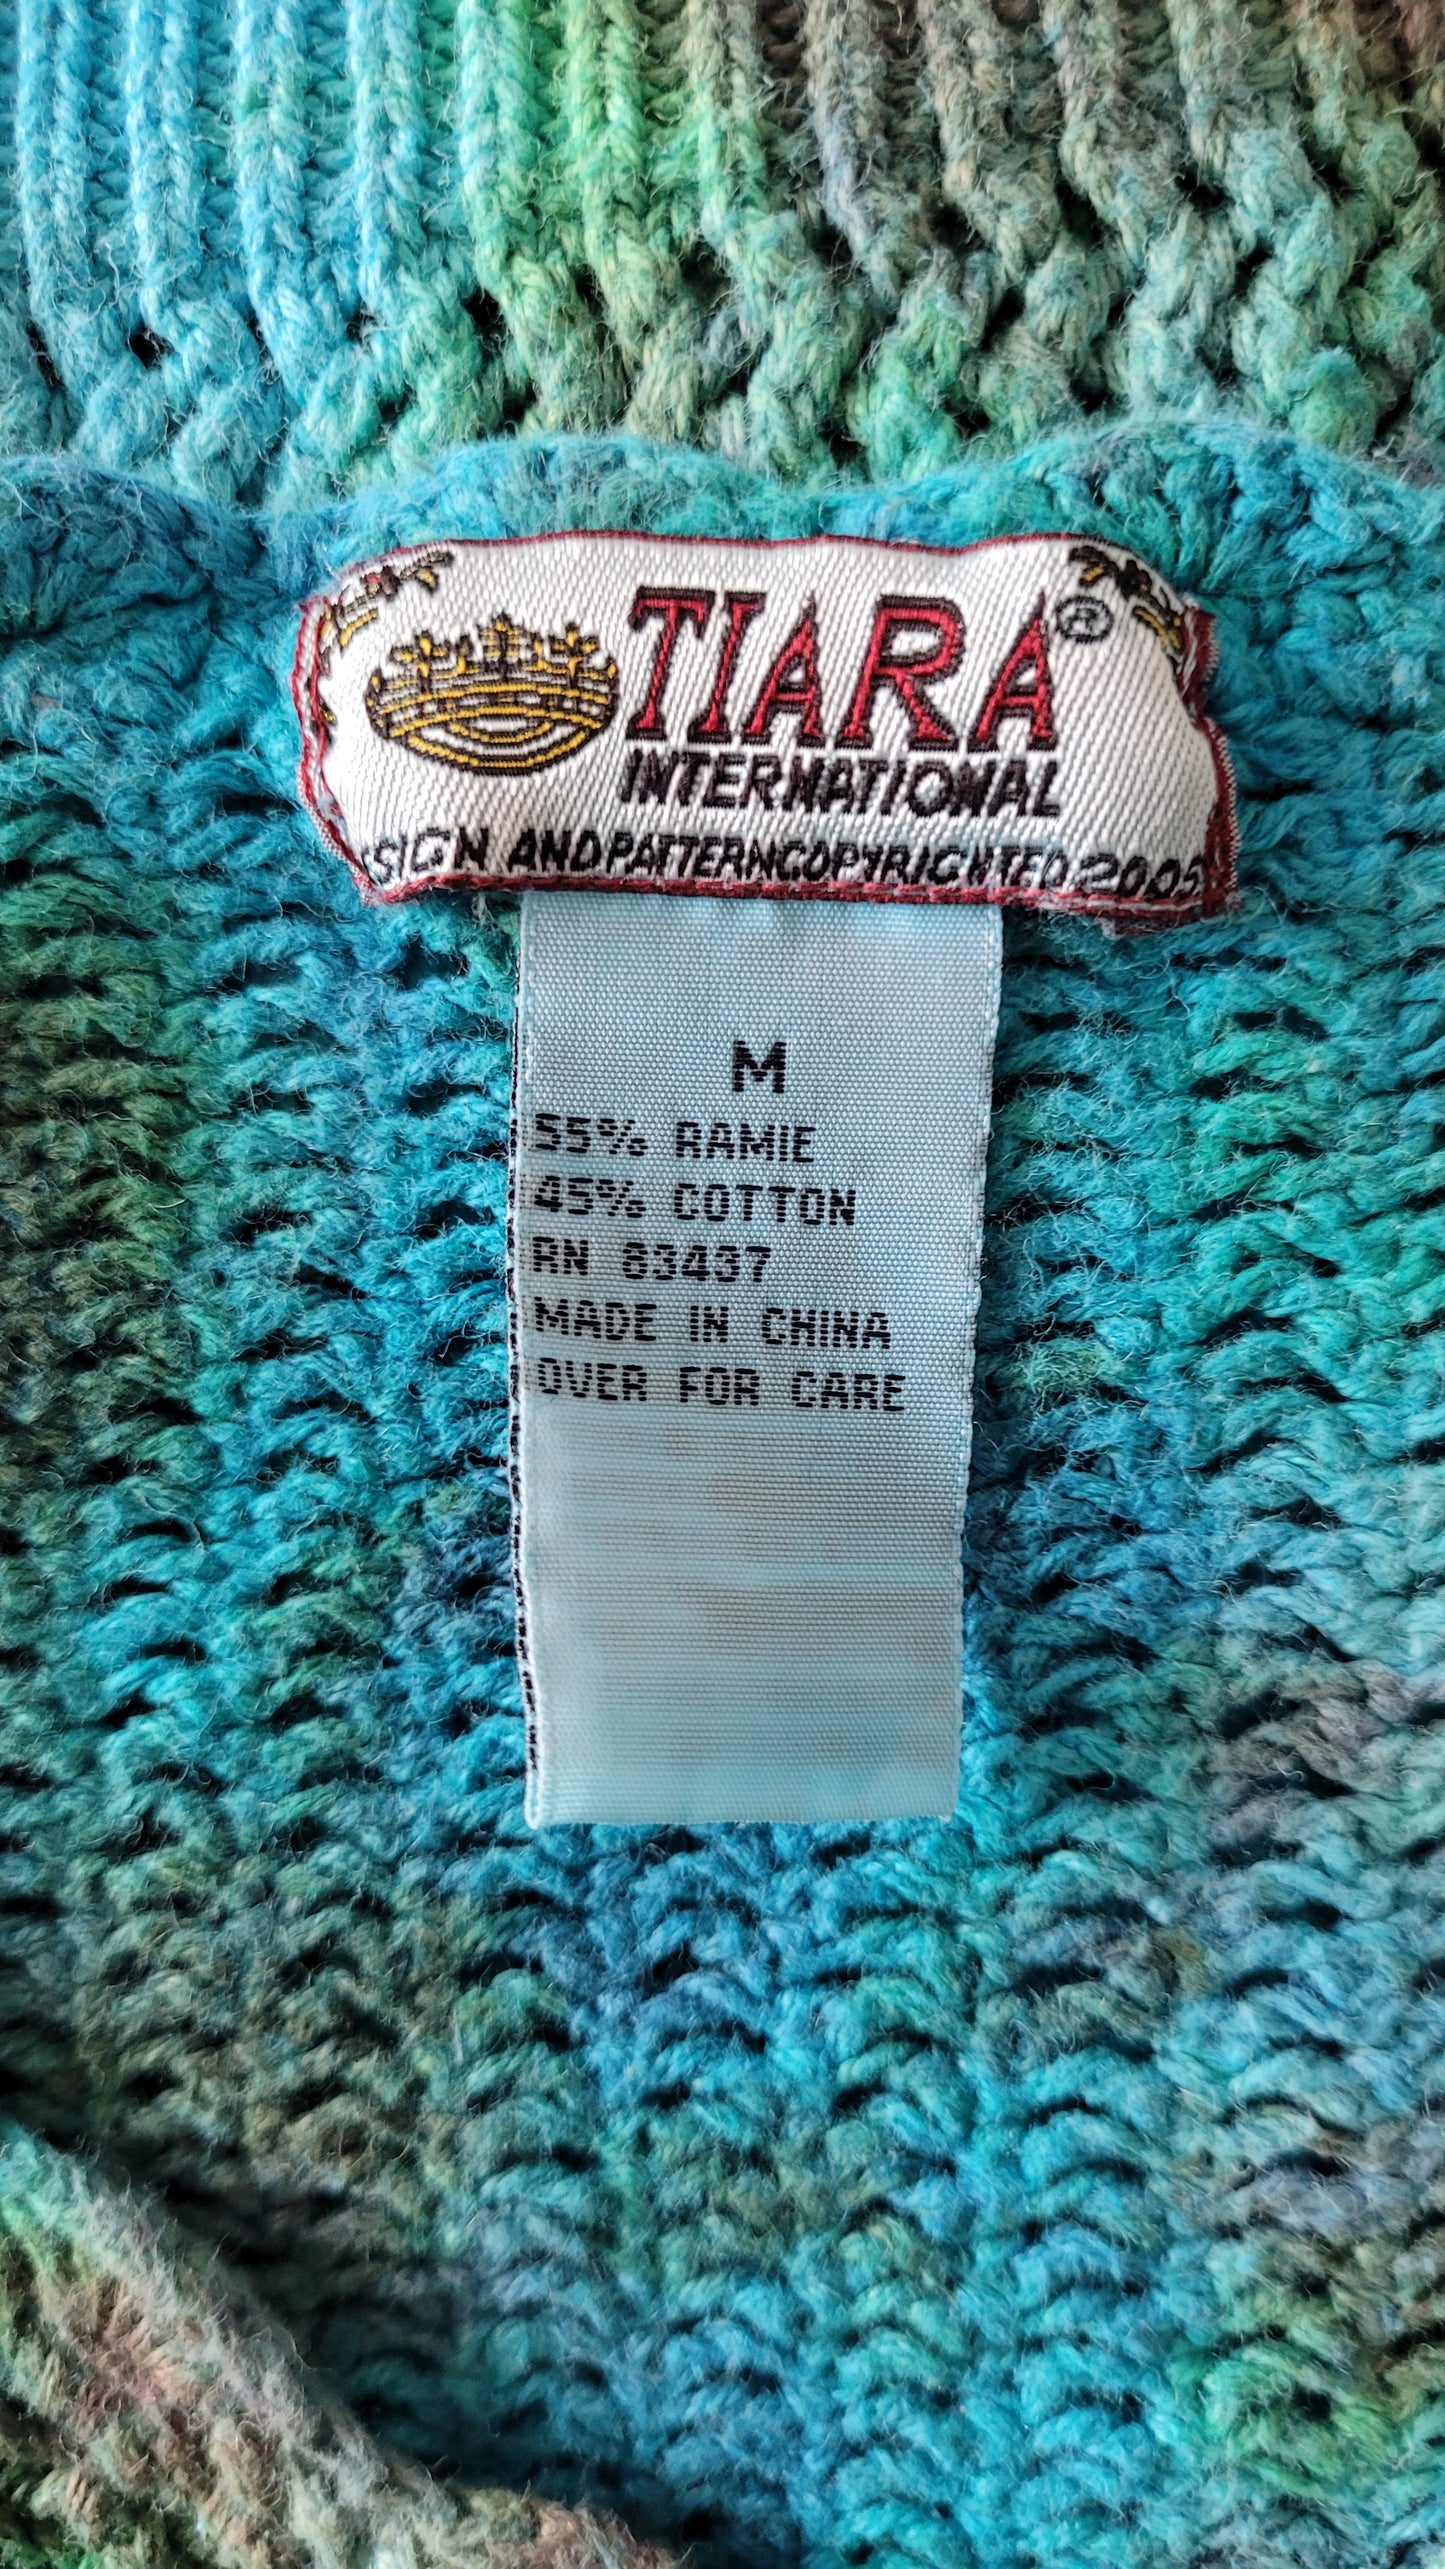 TIARA®
INTERNATIONAL
SIGN AND PATTERN COPYRIGHTED 2005
M
55% RAMIE
45% COTTON
RN 83437
MADE IN CHINA
OVER FOR CARE